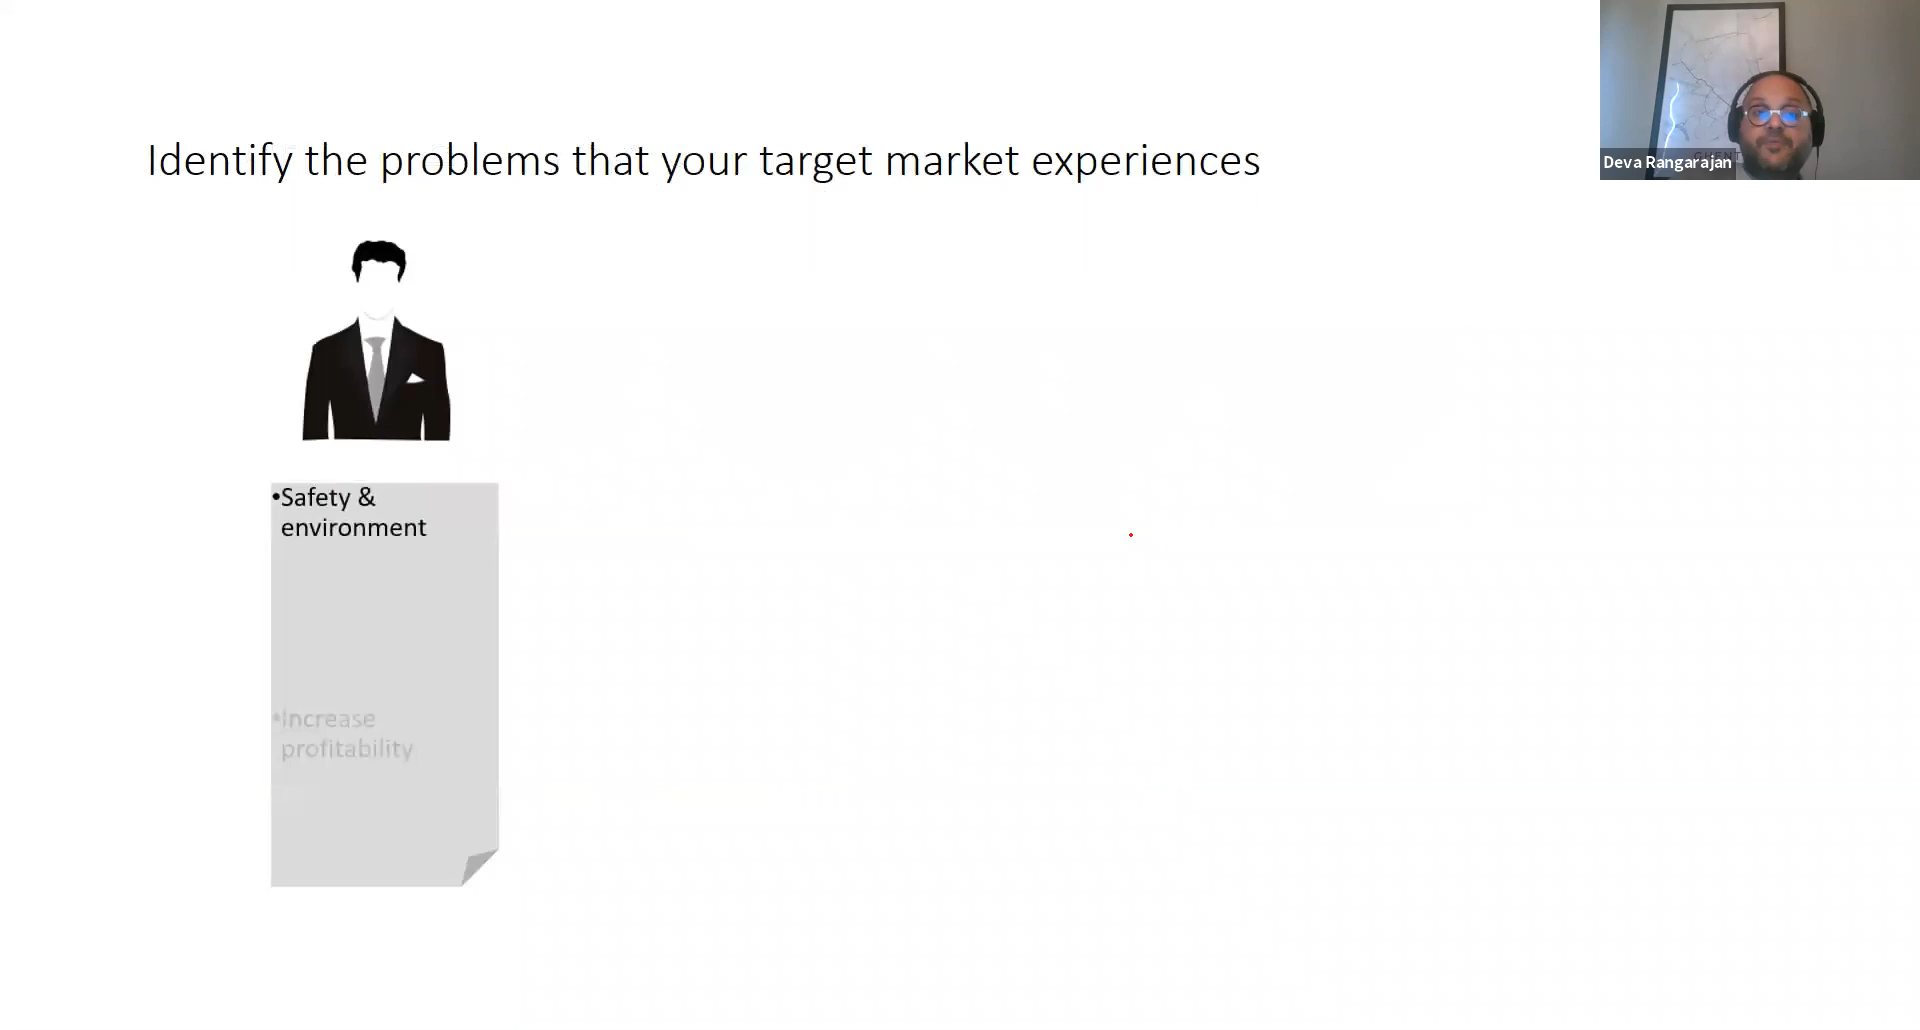 Identify the problems that your target market experiences
Deva Rangarajan
•Safety &
environment
•Increase
profitability